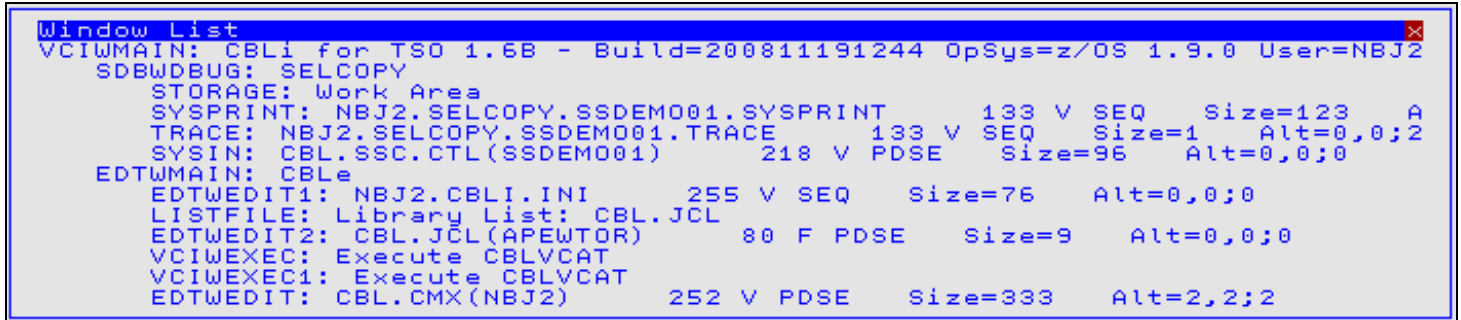 Window List
VCIWMAIN: CBLi for TSO 1.6B - Build=200811191244 OpSys=z/OS 1.9.0 User=NBJ2
SDBWDBUG: SELCOPY
STORAGE: Work Area
SYSPRINT: NBJ2.SELCOPY.SSDEMO01.SYSPRINT 133 V SEQ Size=123 A
TRACE: NBJ2.SELCOPY.SSDEMO01.TRACE 133 V SEQ Size=1 Alt=0,0;2
SYSIN: CBL.SSC.CTL(SSDEMO01) 218 V PDSE Size=96 Alt=0,0;0
EDTWMAIN: CBLe
EDTWEDIT1: NBJ2.CBLI.INI 255 V SEQ Size=76 Alt=0,0;0
LISTFILE: Library List: CBL.JCL
EDTWEDIT2: CBL.JCL(APEWTOR) 80 F PDSE Size=9 Alt=0,0;0
VCIWEXEC: Execute CBLVCAT
VCIWEXEC1: Execute CBLVCAT
EDTWEDIT: CBL.CMX(NBJ2) 252 V PDSE Size=333 Alt=2,2;2